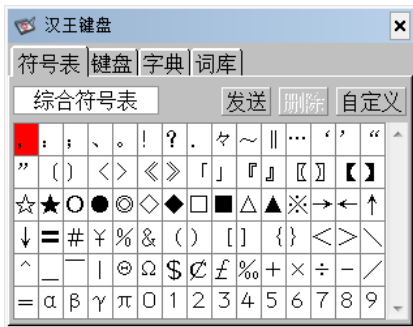 汉王键盘
符号表 键盘 字典 词库
综合符号表 发送 删除 自定义
， ： ； 、 。 ！ ？ ． 々 ～ ‖ … ‘ ’ “
” （ ） 〈 〉 《 》 「 」 『 』 〖 〗 【 】
☆ ★ ○ ● ◎ ◇ ◆ □ ■ △ ▲ ※ → ← ↑
↓ 〓 # ￥ % & ( ) [ ] { } < > \
^ _ ￣ | ⊙ Ω $ ₡ £ ‰ + × ÷ － /
= α β γ π 0 1 2 3 4 5 6 7 8 9